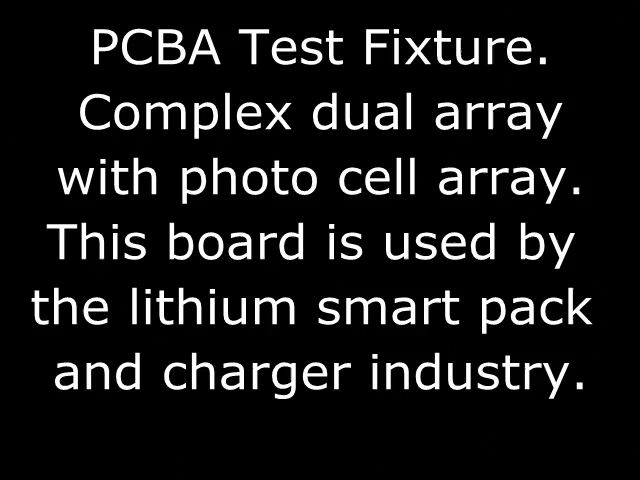 PCBA Test Fixture.
Complex dual array
with photo cell array.
This board is used by
the lithium smart pack
and charger industry.